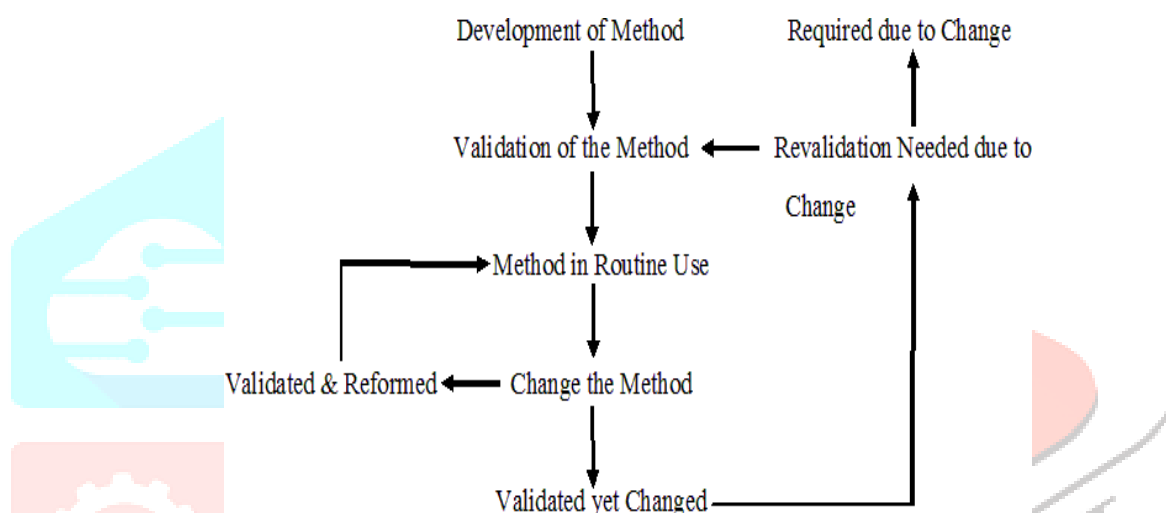 Development of Method
Required due to Change
Validation of the Method
Revalidation Needed due to
Change
Method in Routine Use
Validated & Reformed
Change the Method
Validated yet Changed